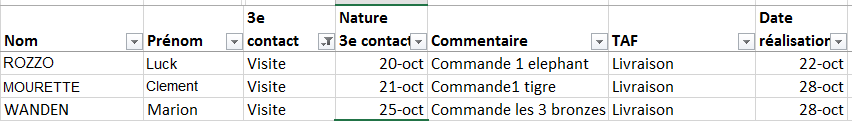 3e Nature Date
Nom Prénom contact 3e contact Commentaire TAF réalisation
ROZZO Luck Visite 20-oct Commande 1 elephant Livraison 22-oct
MOURETTE Clement Visite 21-oct Commande1 tigre Livraison 28-oct
WANDEN Marion Visite 25-oct Commande les 3 bronzes Livraison 28-oct